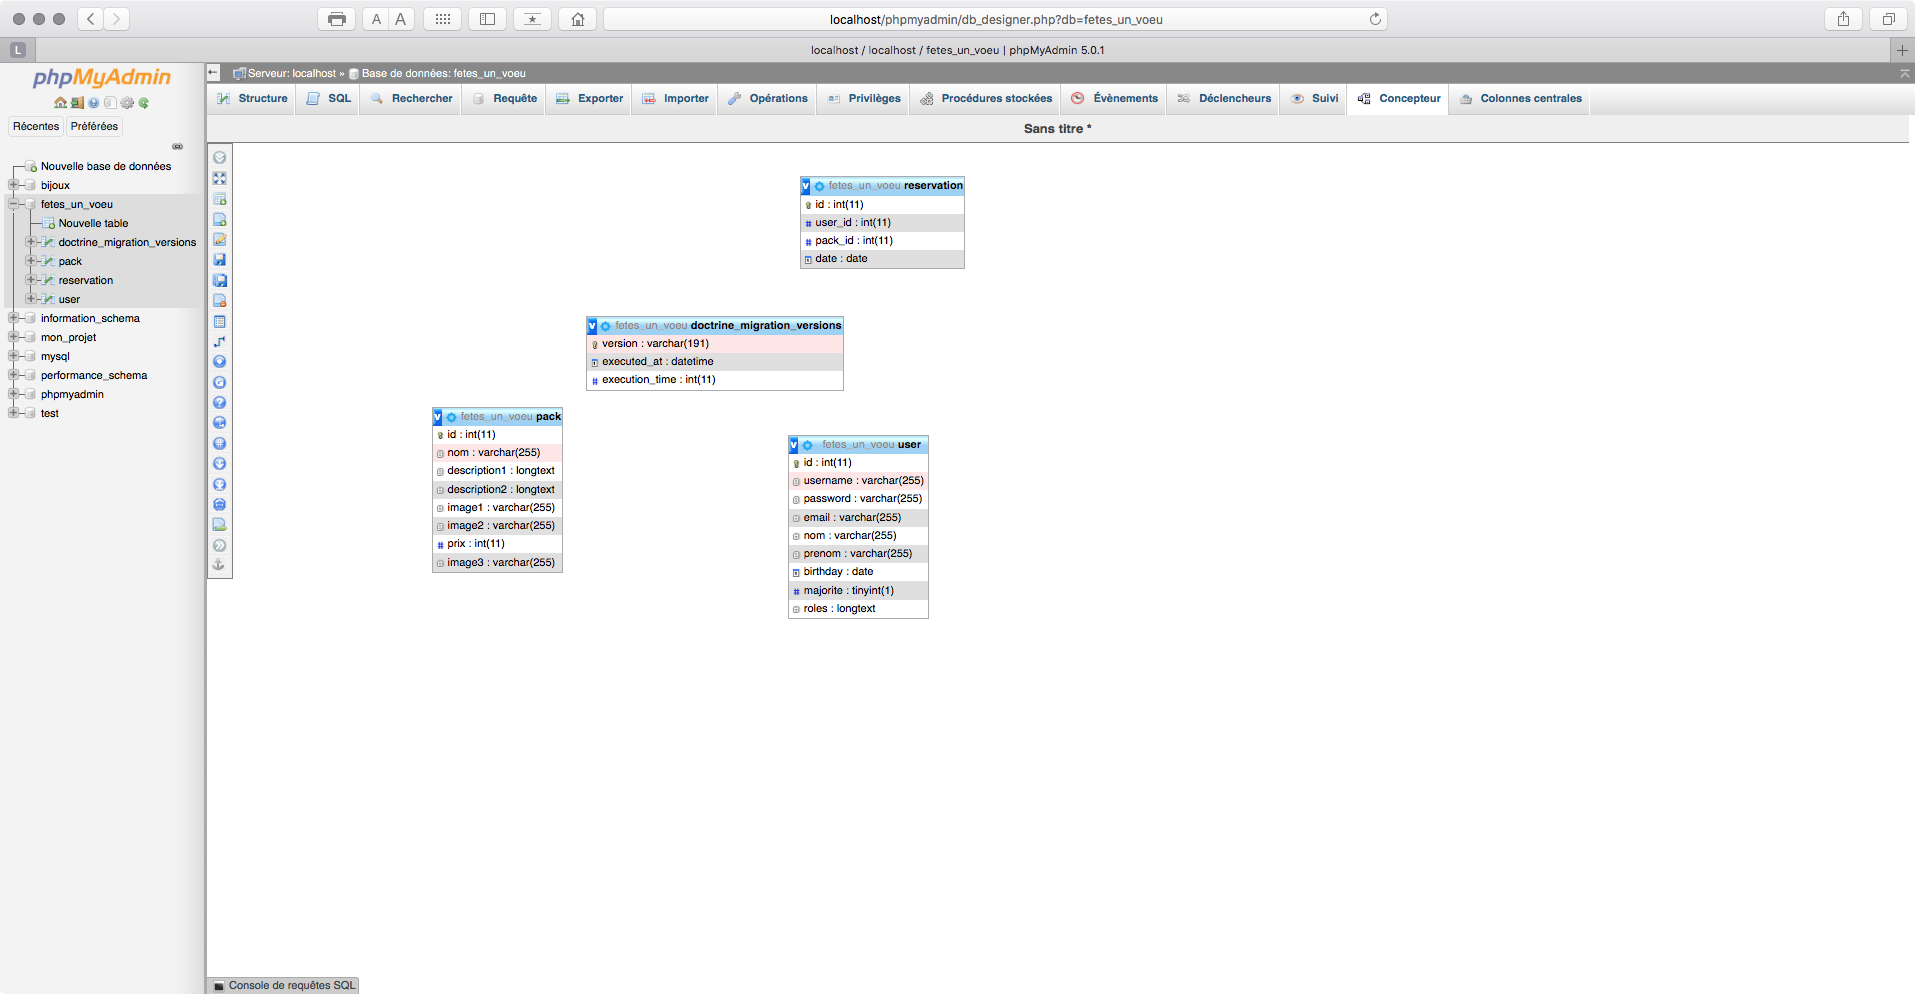 A A
localhost/phpmyadmin/db_designer.php?db=fetes_un_voeu
L
localhost / localhost / fetes_un_voeu | phpMyAdmin 5.0.1
phpMyAdmin
Récentes Préférées
Nouvelle base de données
bijoux
fetes_un_voeu
Nouvelle table
doctrine_migration_versions
pack
reservation
user
information_schema
mon_projet
mysql
performance_schema
phpmyadmin
test
Serveur: localhost » Base de données: fetes_un_voeu
Structure SQL Rechercher Requête Exporter Importer Opérations Privilèges Procédures stockées Évènements Déclencheurs Suivi Concepteur Colonnes centrales
Sans titre *
v fetes_un_voeu reservation
id : int(11)
# user_id : int(11)
# pack_id : int(11)
date : date
v fetes_un_voeu doctrine_migration_versions
version : varchar(191)
executed_at : datetime
# execution_time : int(11)
v fetes_un_voeu pack
id : int(11)
nom : varchar(255)
description1 : longtext
description2 : longtext
image1 : varchar(255)
image2 : varchar(255)
# prix : int(11)
image3 : varchar(255)
v fetes_un_voeu user
id : int(11)
username : varchar(255)
password : varchar(255)
email : varchar(255)
nom : varchar(255)
prenom : varchar(255)
birthday : date
# majorite : tinyint(1)
roles : longtext
Console de requêtes SQL